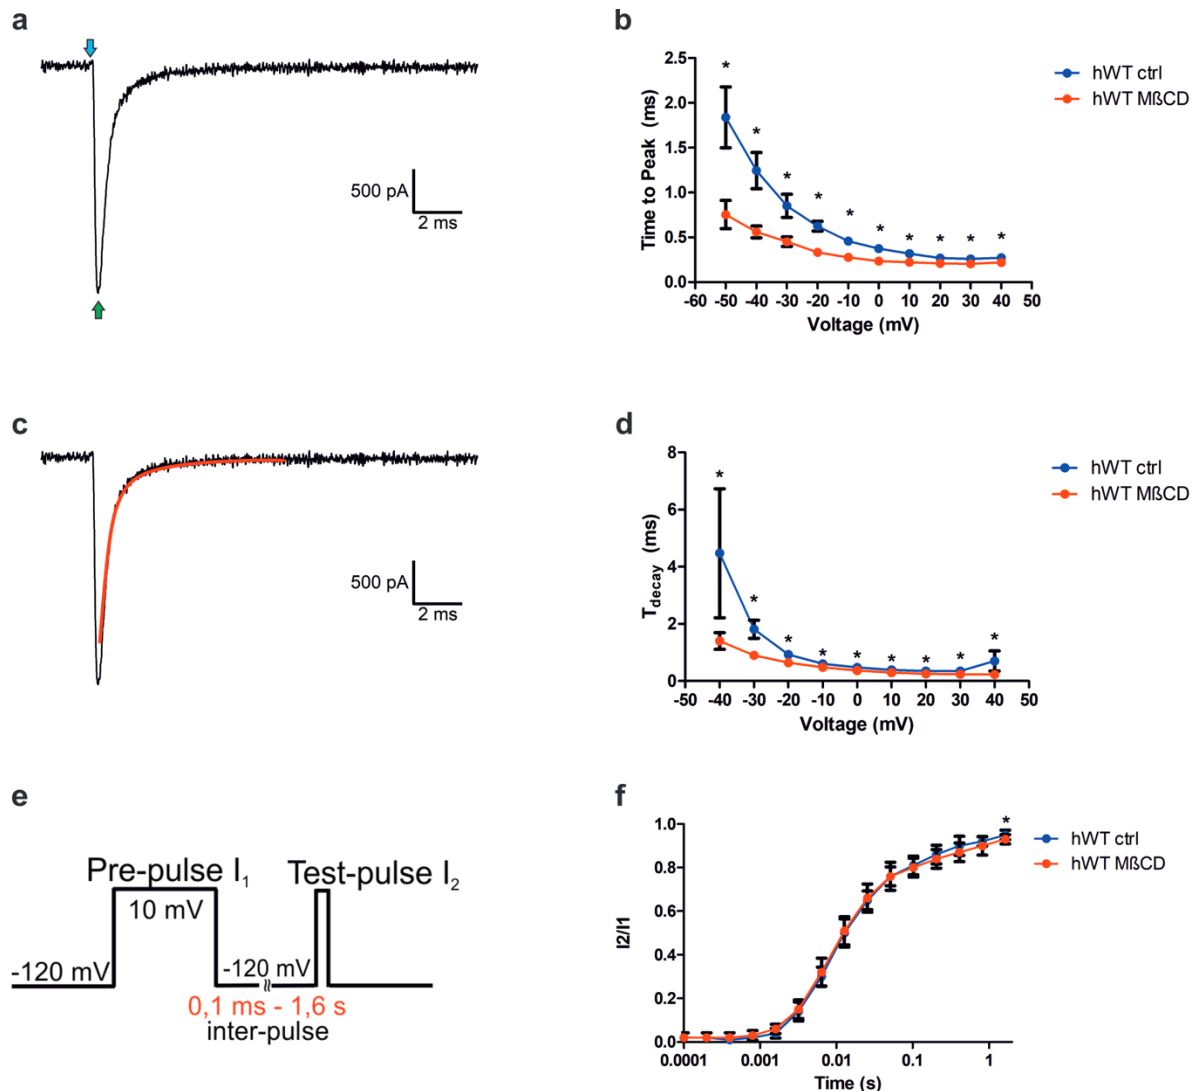 a
500 pA
2 ms
b
Time to Peak (ms)
2.5
2.0
1.5
1.0
0.5
0.0
* * * * * * * * * *
-60 -50 -40 -30 -20 -10 0 10 20 30 40 50
Voltage (mV)
hWT ctrl
hWT MßCD
c
500 pA
2 ms
d
T decay (ms)
8
6
4
2
0
* * * * * * * * *
-50 -40 -30 -20 -10 0 10 20 30 40 50
Voltage (mV)
hWT ctrl
hWT MßCD
e
Pre-pulse I1
Test-pulse I2
10 mV
-120 mV
-120 mV
0,1 ms - 1,6 s
inter-pulse
f
I2/I1
1.0
0.8
0.6
0.4
0.2
0.0
*
0.0001 0.001 0.01 0.1 1
Time (s)
hWT ctrl
hWT MßCD